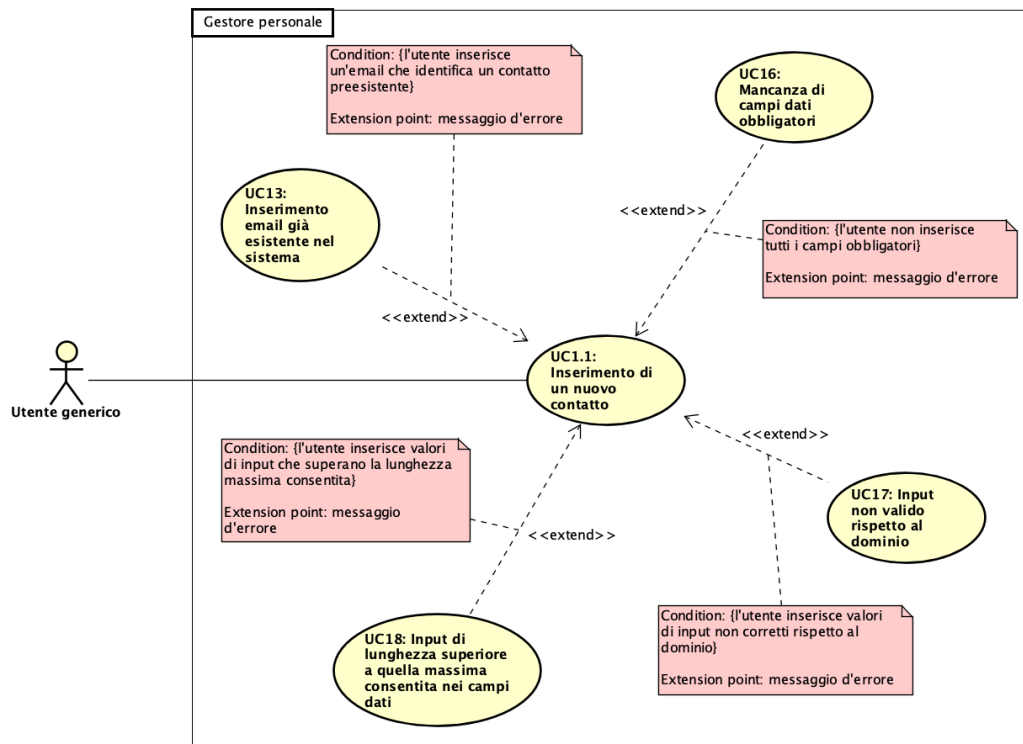 Gestore personale
Condition: {l'utente inserisce
un'email che identifica un contatto
preesistente}
Extension point: messaggio d'errore
UC16:
Mancanza di
campi dati
obbligatori
UC13:
Inserimento
email già
esistente nel
sistema
<<extend>>
Condition: {l'utente non inserisce
tutti i campi obbligatori}
Extension point: messaggio d'errore
<<extend>>
UC1.1:
Inserimento di
un nuovo
contatto
Utente generico
<<extend>>
Condition: {l'utente inserisce valori
di input che superano la lunghezza
massima consentita}
Extension point: messaggio
d'errore
<<extend>>
UC17: Input
non valido
rispetto al
dominio
Condition: {l'utente inserisce valori
di input non corretti rispetto al
dominio}
Extension point: messaggio d'errore
UC18: Input di
lunghezza superiore
a quella massima
consentita nei campi
dati